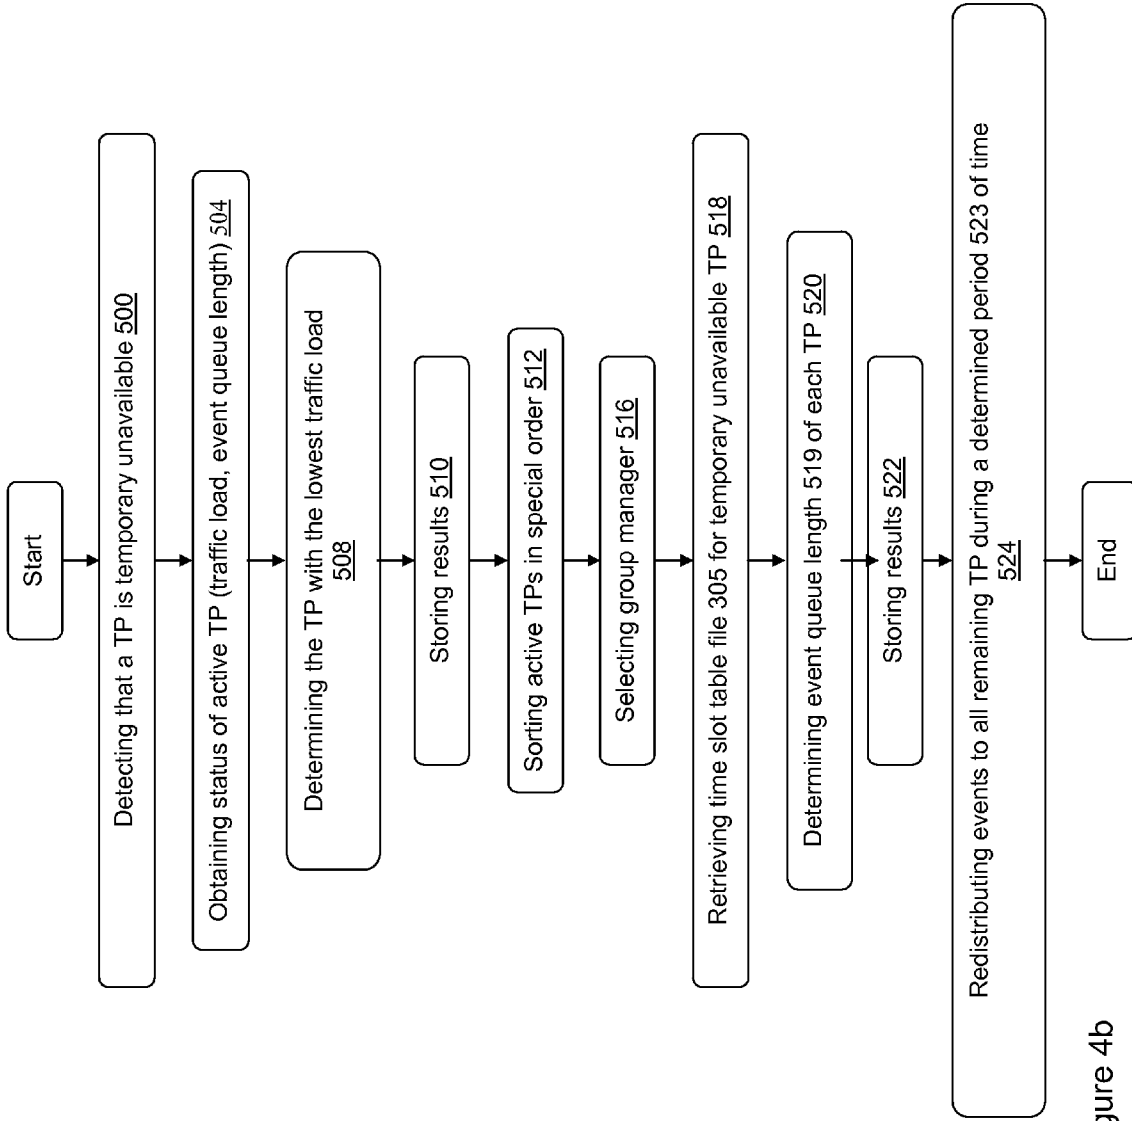 Start
Detecting that a TP is temporary unavailable 500
Obtaining status of active TP (traffic load, event queue length) 504
Determining the TP with the lowest traffic load
508
Storing results 510
Sorting active TPs in special order 512
Selecting group manager 516
Retrieving time slot table file 305 for temporary unavailable TP 518
Determining event queue length 519 of each TP 520
Storing results 522
Redistributing events to all remaining TP during a determined period 523 of time
524
End
gure 4b